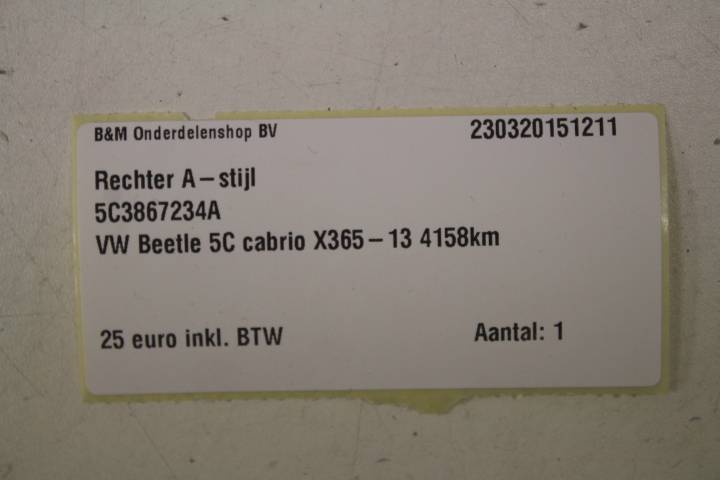 B&M Onderdelenshop BV 230320151211
Rechter A-stijl
5C3867234A
VW Beetle 5C cabrio X365-13 4158km
25 euro inkl. BTW Aantal: 1